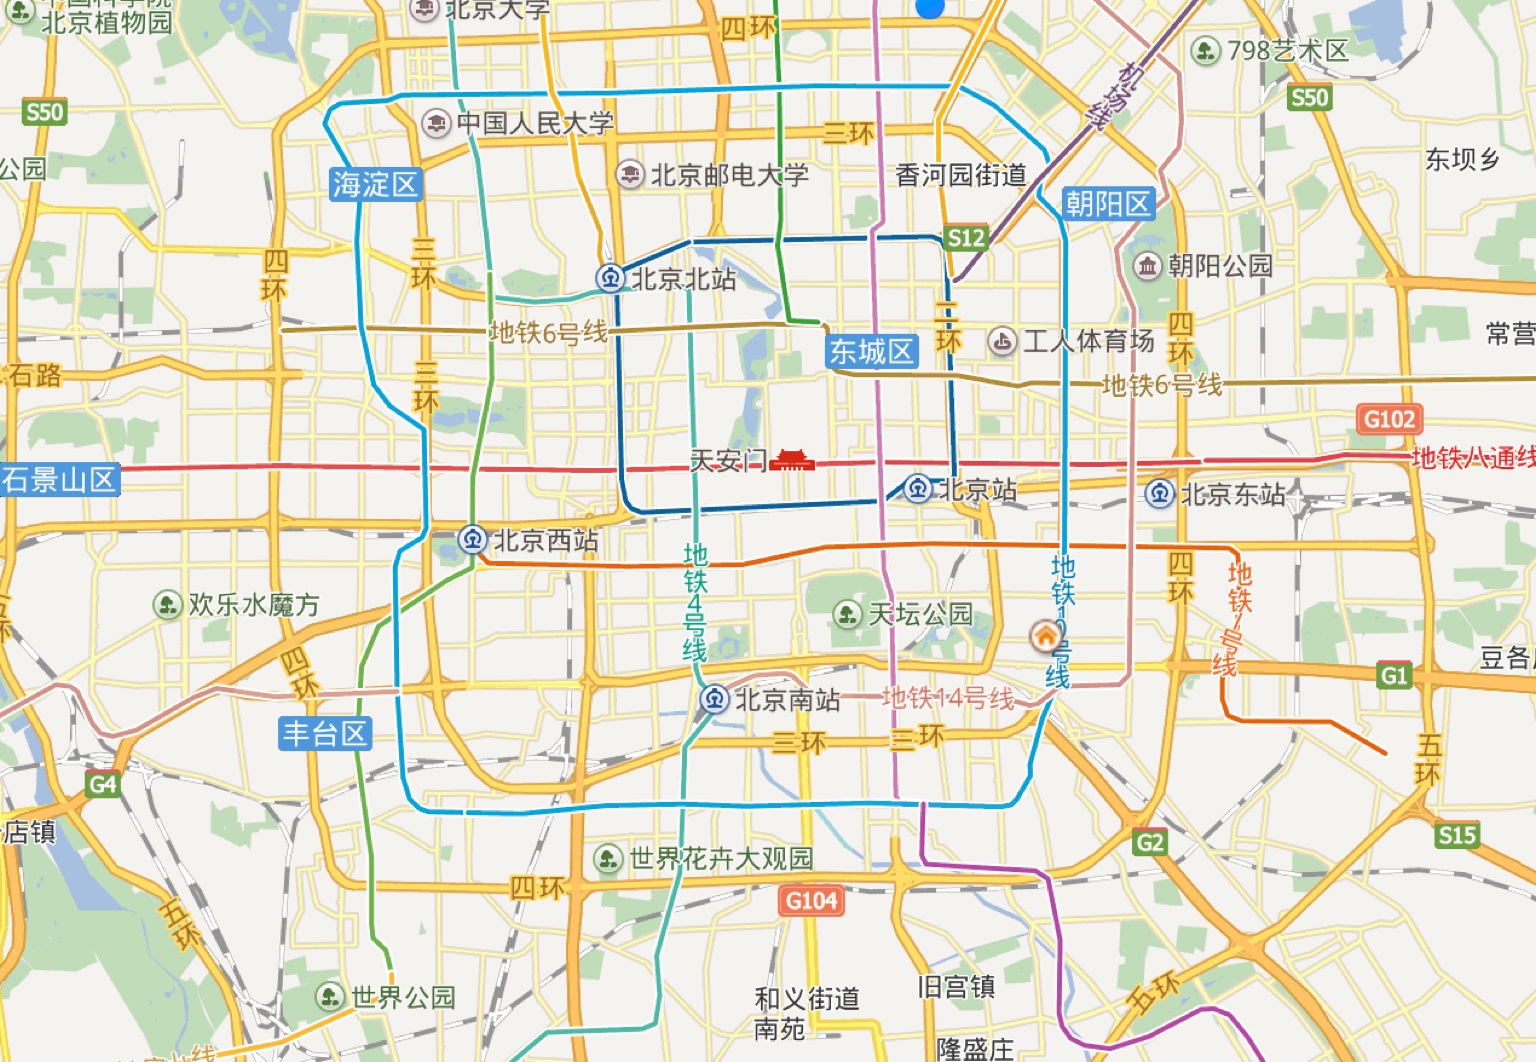 北京植物园
北京大学
四环
798艺术区
机场线
S50
S50
中国人民大学
三环
公园
海淀区
北京邮电大学
香河园街道
朝阳区
东坝乡
S12
四环
三环
北京北站
朝阳公园
二环
四环
地铁6号线
东城区
工人体育场
常营
石路
三环
地铁6号线
G102
天安门
地铁八通线
石景山区
北京站
北京东站
北京西站
地铁4号线
地铁10号线
四环
地铁7号线
欢乐水魔方
天坛公园
五环
四环
豆各
G1
北京南站
地铁14号线
丰台区
三环
三环
五环
G4
店镇
G2
S15
世界花卉大观园
四环
G104
五环
世界公园
和义街道
南苑
旧宫镇
五环
隆盛庄